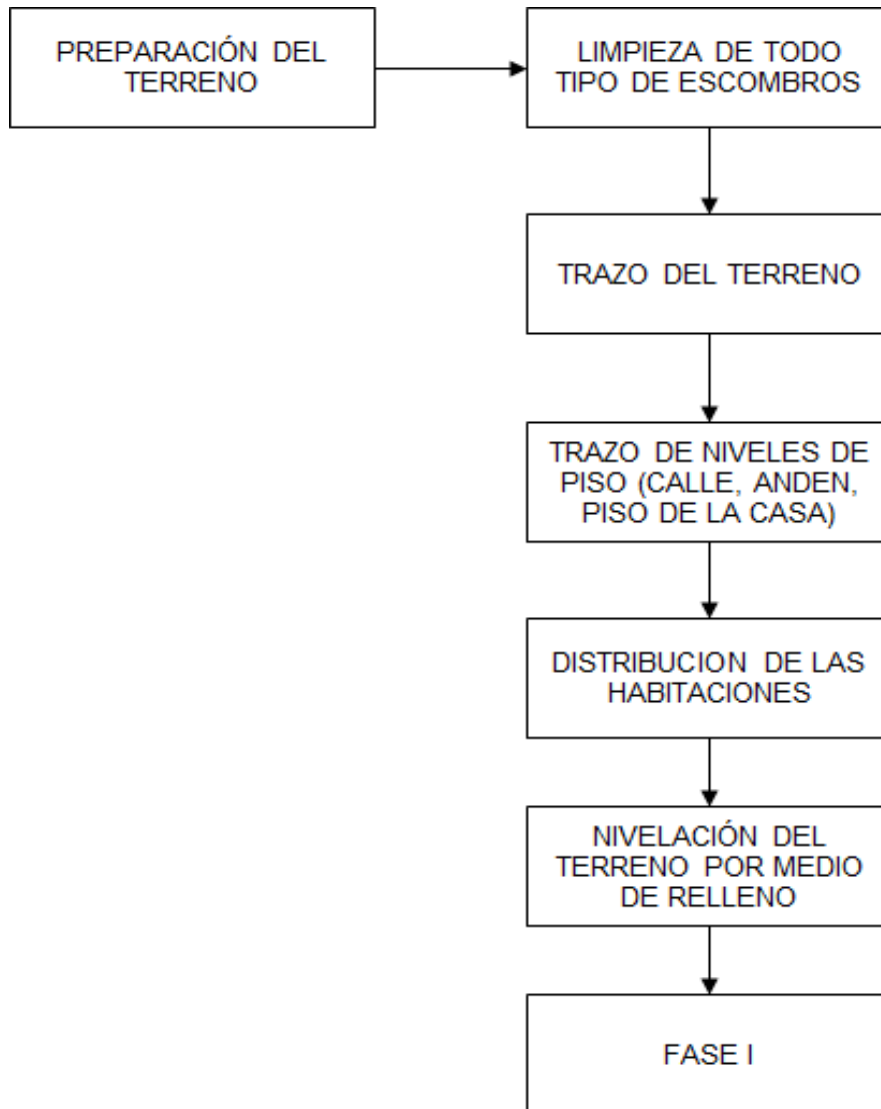 PREPARACIÓN DEL
TERRENO
LIMPIEZA DE TODO
TIPO DE ESCOMBROS
TRAZO DEL TERRENO
TRAZO DE NIVELES DE
PISO (CALLE, ANDEN,
PISO DE LA CASA)
DISTRIBUCION DE LAS
HABITACIONES
NIVELACIÓN DEL
TERRENO POR MEDIO
DE RELLENO
FASE I